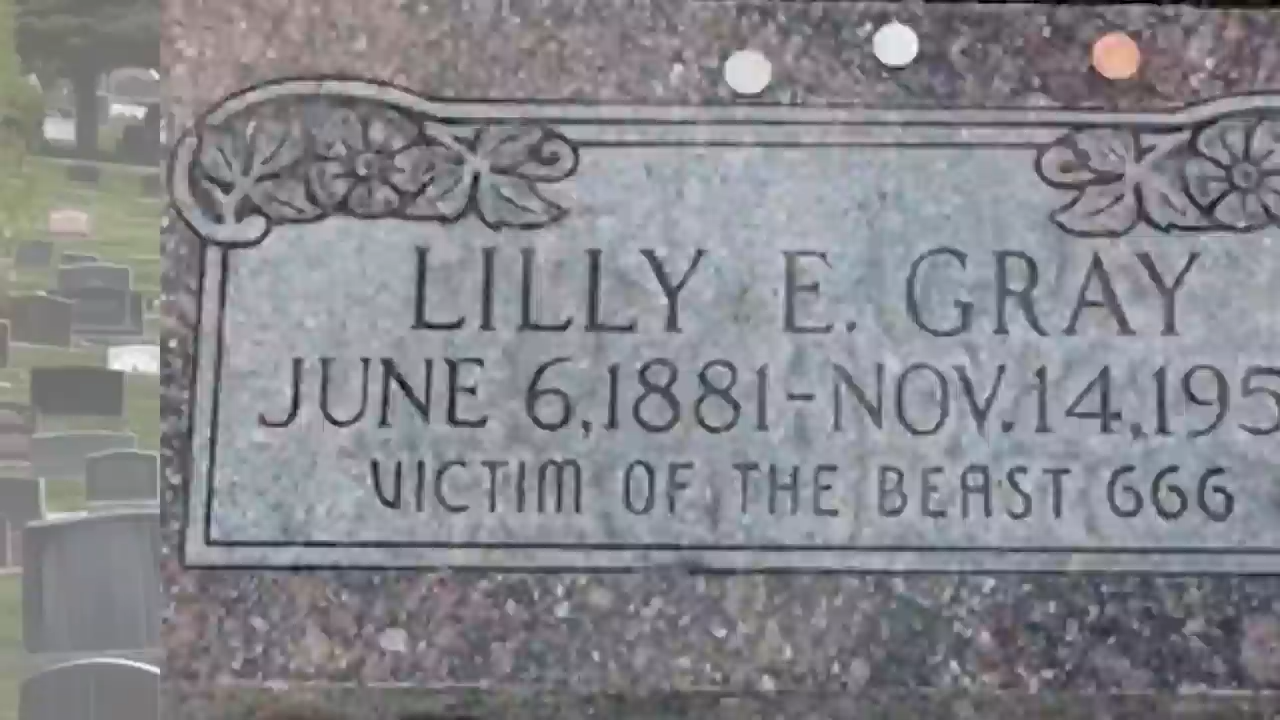 LILLY E. GRAY
JUNE 6,1881-NOV.14,195
VICTIM OF THE BEAST 666